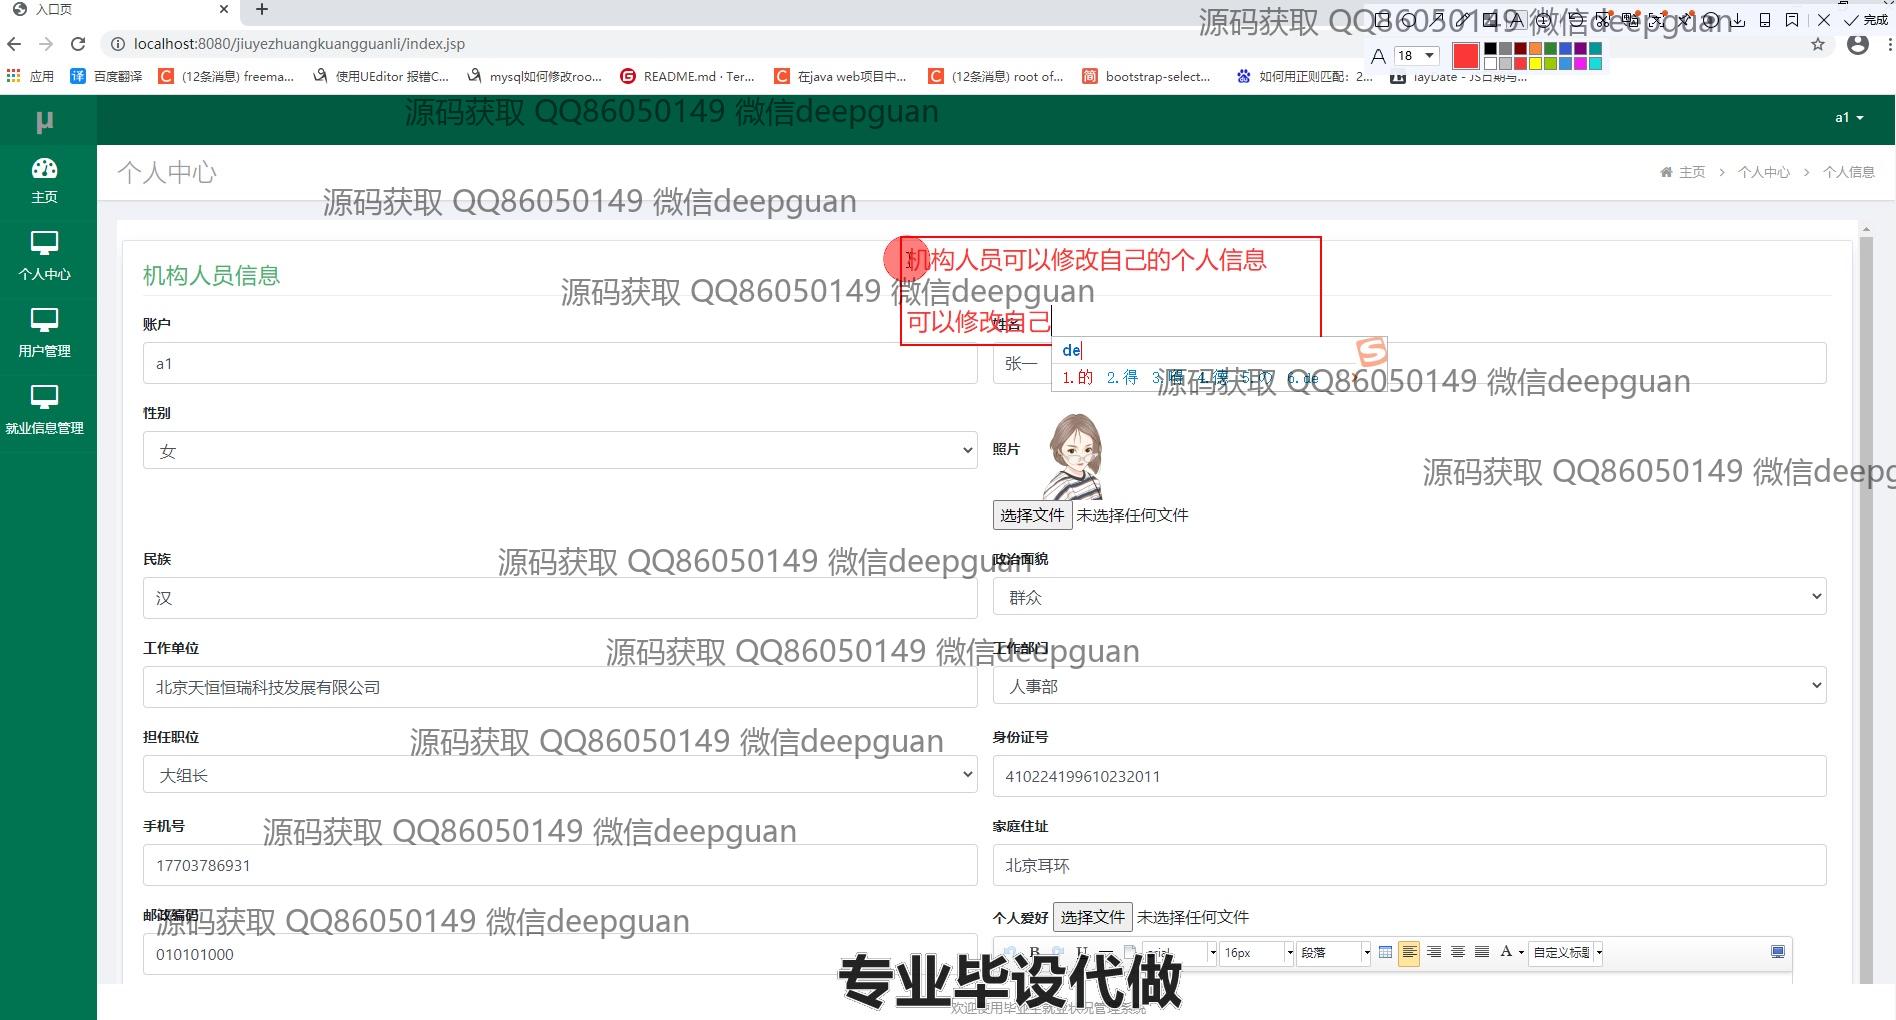 入口页
源码获取 QQ86050149 微信deepguan
完成
localhost:8080/jiuyezhuangkuangguanli/index.jsp
A 18
应用 百度翻译 (12条消息) freema... 使用UEditor 报错C... mysql如何修改roo... README.md · Ter... 在java web项目中... (12条消息) root of... bootstrap-select... 如何用正则匹配：2... layDate - JS日期与...
μ
源码获取 QQ86050149 微信deepguan
a1
主页
个人中心
用户管理
就业信息管理
个人中心
主页 > 个人中心 > 个人信息
源码获取 QQ86050149 微信deepguan
机构人员可以修改自己的个人信息
机构人员信息
源码获取 QQ86050149 微信deepguan
可以修改自己
账户
姓名
a1
张一
de
1.的 2.得 3.嘚 4.德 5.の 6.de
源码获取 QQ86050149 微信deepguan
性别
女
照片
源码获取 QQ86050149 微信deepg
选择文件 未选择任何文件
民族
源码获取 QQ86050149 微信deepguan
政治面貌
汉
群众
工作单位
源码获取 QQ86050149 微信deepguan
工作部门
北京天恒恒瑞科技发展有限公司
人事部
担任职位
源码获取 QQ86050149 微信deepguan
身份证号
大组长
410224199610232011
手机号
源码获取 QQ86050149 微信deepguan
家庭住址
17703786931
北京耳环
邮政编码
源码获取 QQ86050149 微信deepguan
个人爱好 选择文件 未选择任何文件
010101000
B U arial 16px 段落 A 自定义标题
专业毕设代做
欢迎使用毕业生就业状况管理系统